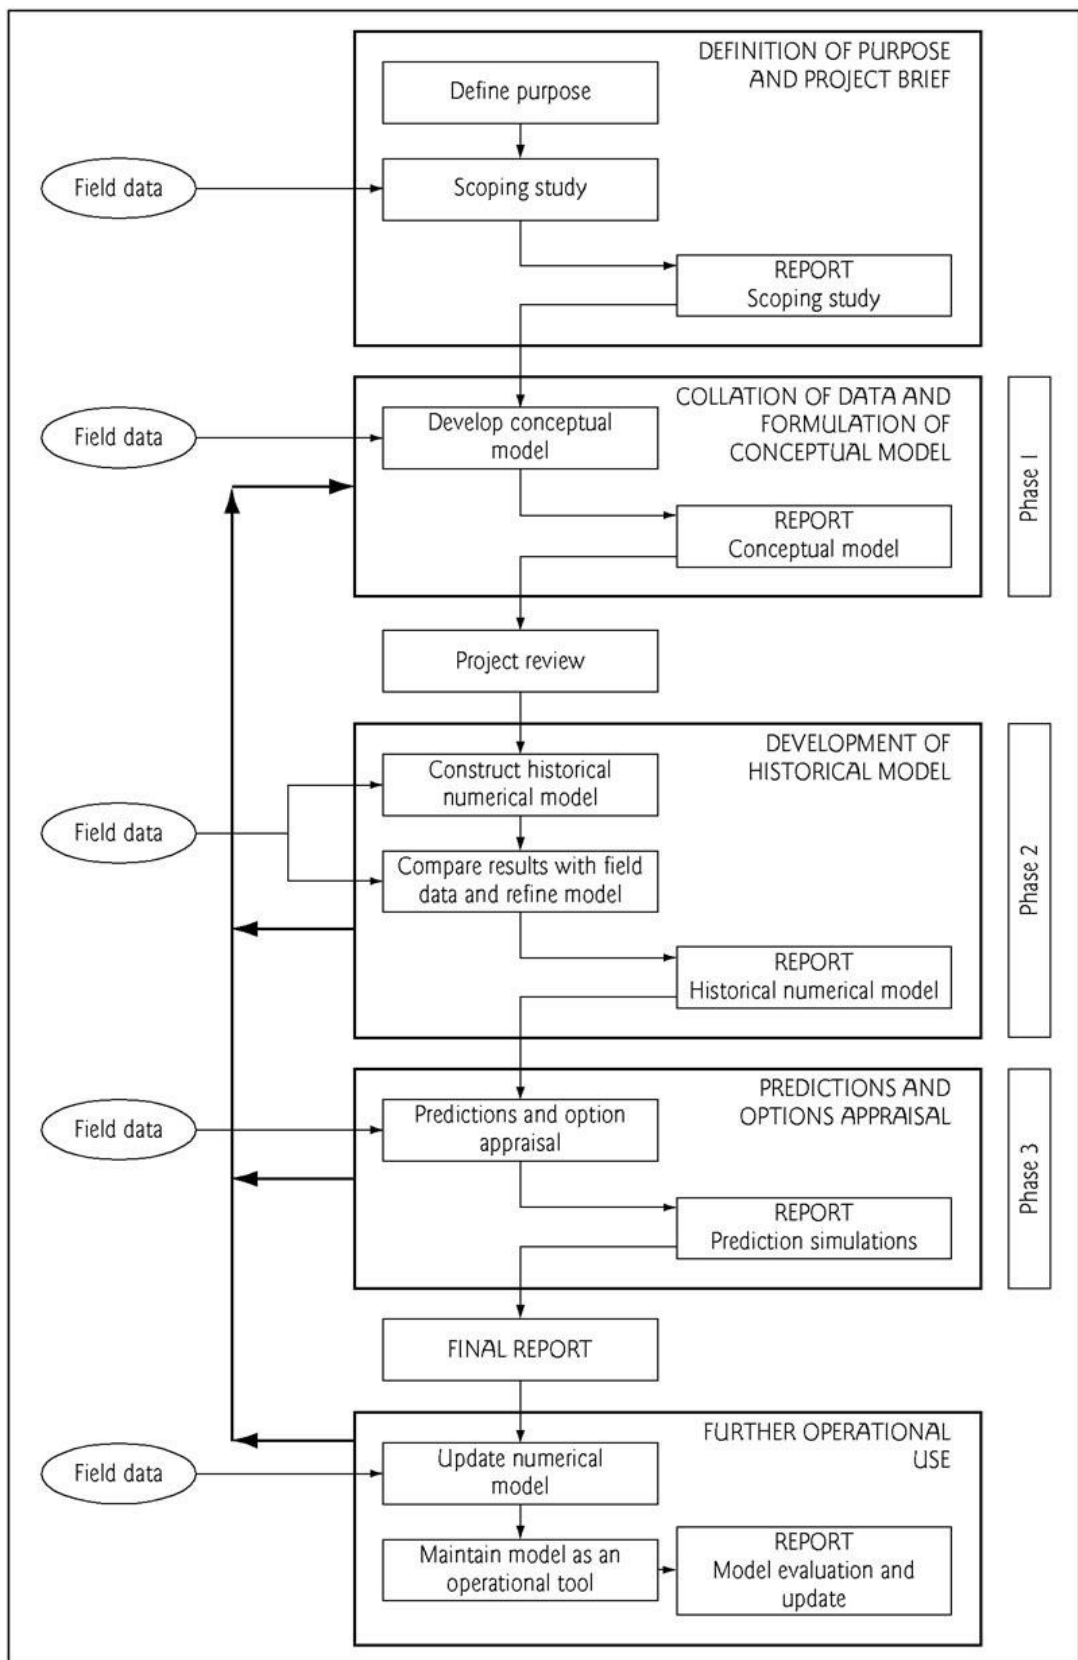 DEFINITION OF PURPOSE
AND PROJECT BRIEF
Define purpose
Field data
Scoping study
REPORT
Scoping study
COLLATION OF DATA AND
FORMULATION OF
CONCEPTUAL MODEL
Phase 1
Field data
Develop conceptual
model
REPORT
Conceptual model
Project review
DEVELOPMENT OF
HISTORICAL MODEL
Phase 2
Construct historical
numerical model
Field data
Compare results with field
data and refine model
REPORT
Historical numerical model
PREDICTIONS AND
OPTIONS APPRAISAL
Phase 3
Field data
Predictions and option
appraisal
REPORT
Prediction simulations
FINAL REPORT
FURTHER OPERATIONAL
USE
Field data
Update numerical
model
Maintain model as an
operational tool
REPORT
Model evaluation and
update